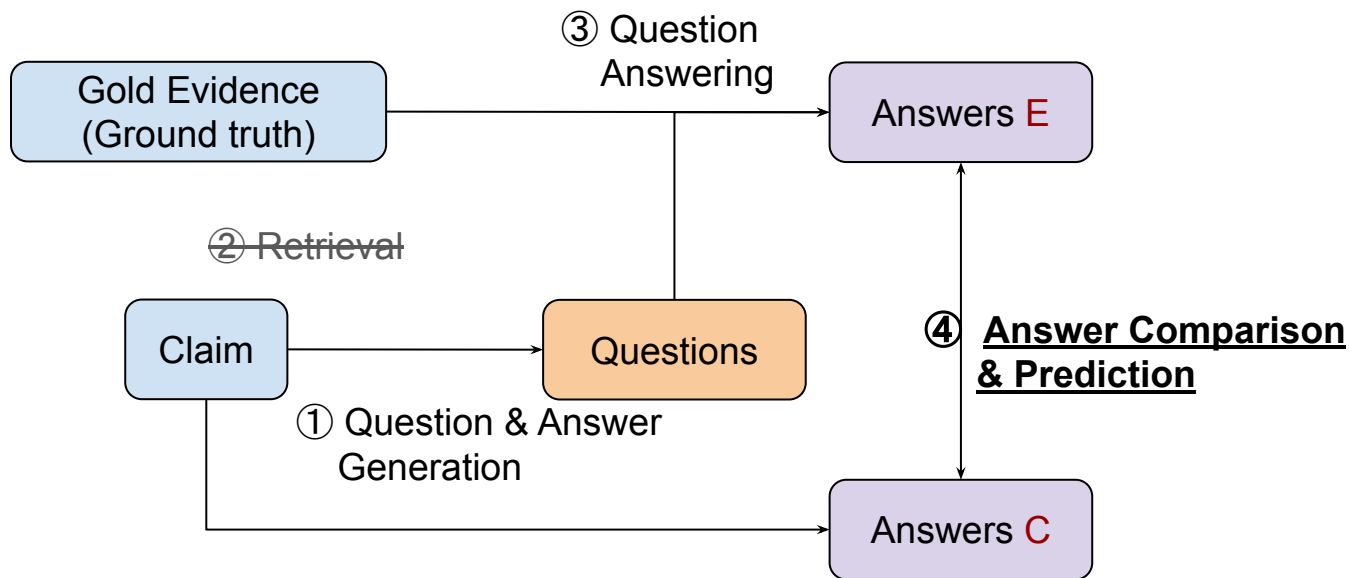 ③ Question
Answering
Gold Evidence
(Ground truth)
Answers E
② Retrieval
Claim
Questions
④ Answer Comparison
& Prediction
① Question & Answer
Generation
Answers C